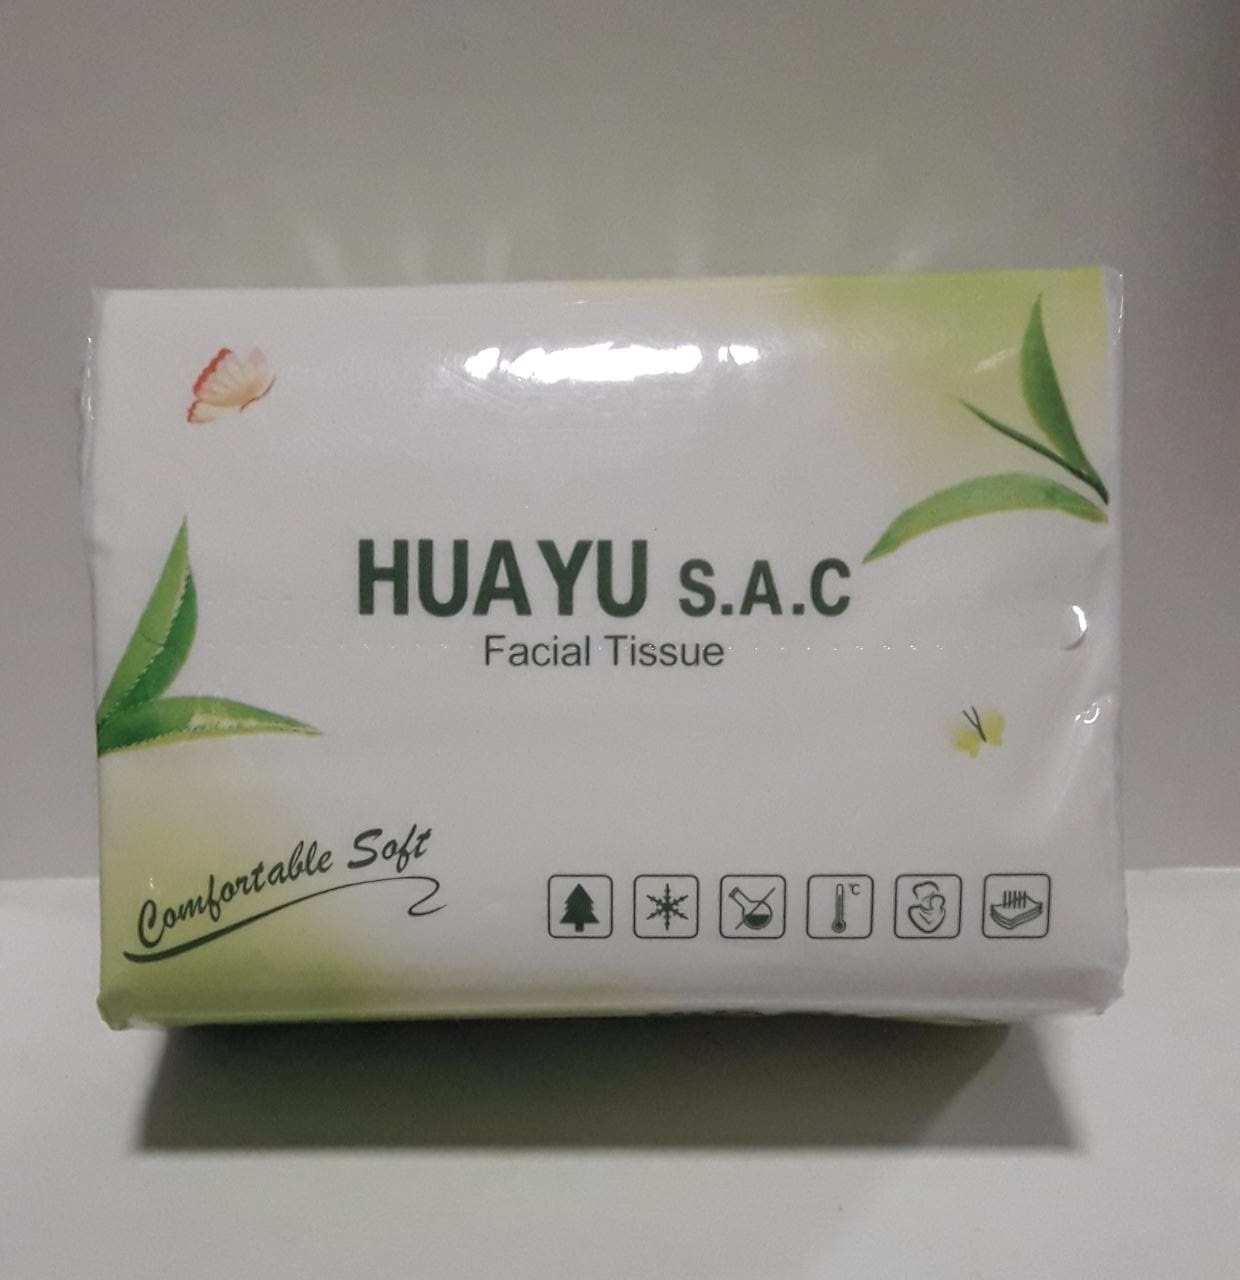 HUAYU S.A.C
Facial Tissue
Comfortable Soft
°C